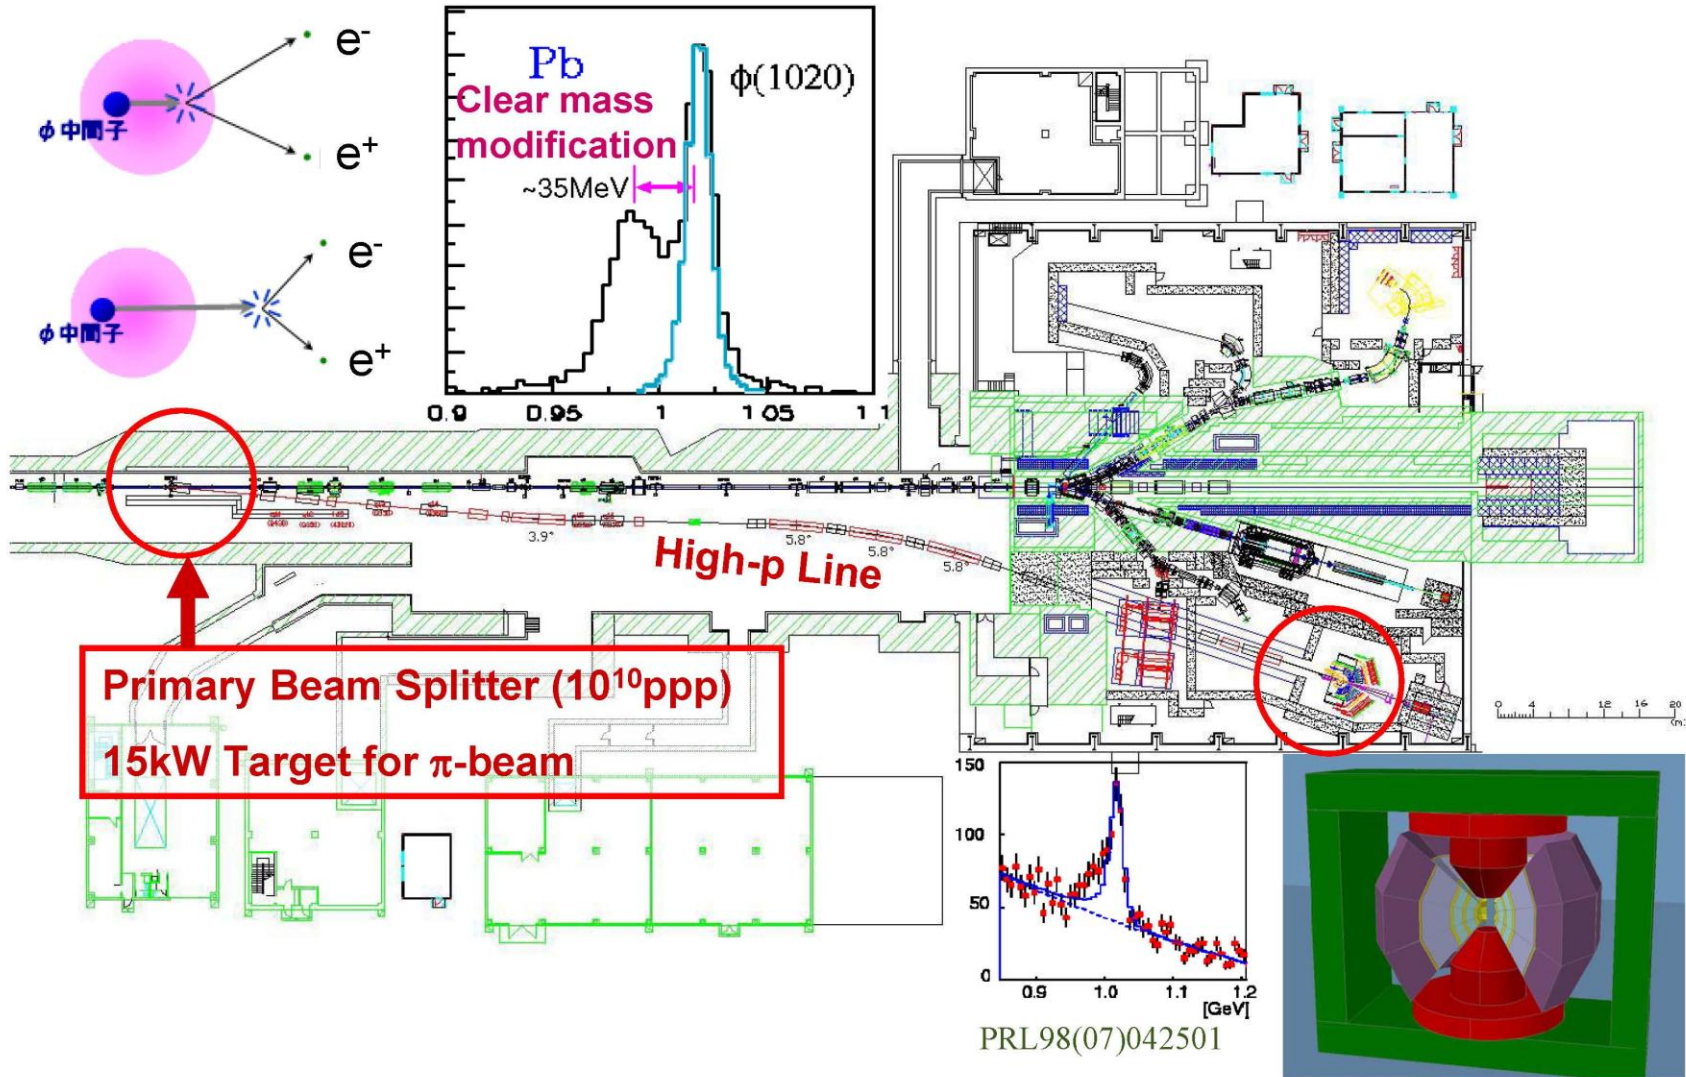 e-
φ中間子
e+
e-
φ中間子
e+
Pb
φ(1020)
Clear mass
modification
~35MeV
0.9 0.95 1 1 05 1 1
3.9°
5.8°
5.8°
5.8°
High-p Line
Primary Beam Splitter (10¹⁰ppp)
15kW Target for π-beam
0 4 12 16 20
150
100
50
0
0.9 1.0 1.1 1.2
[GeV]
PRL98(07)042501